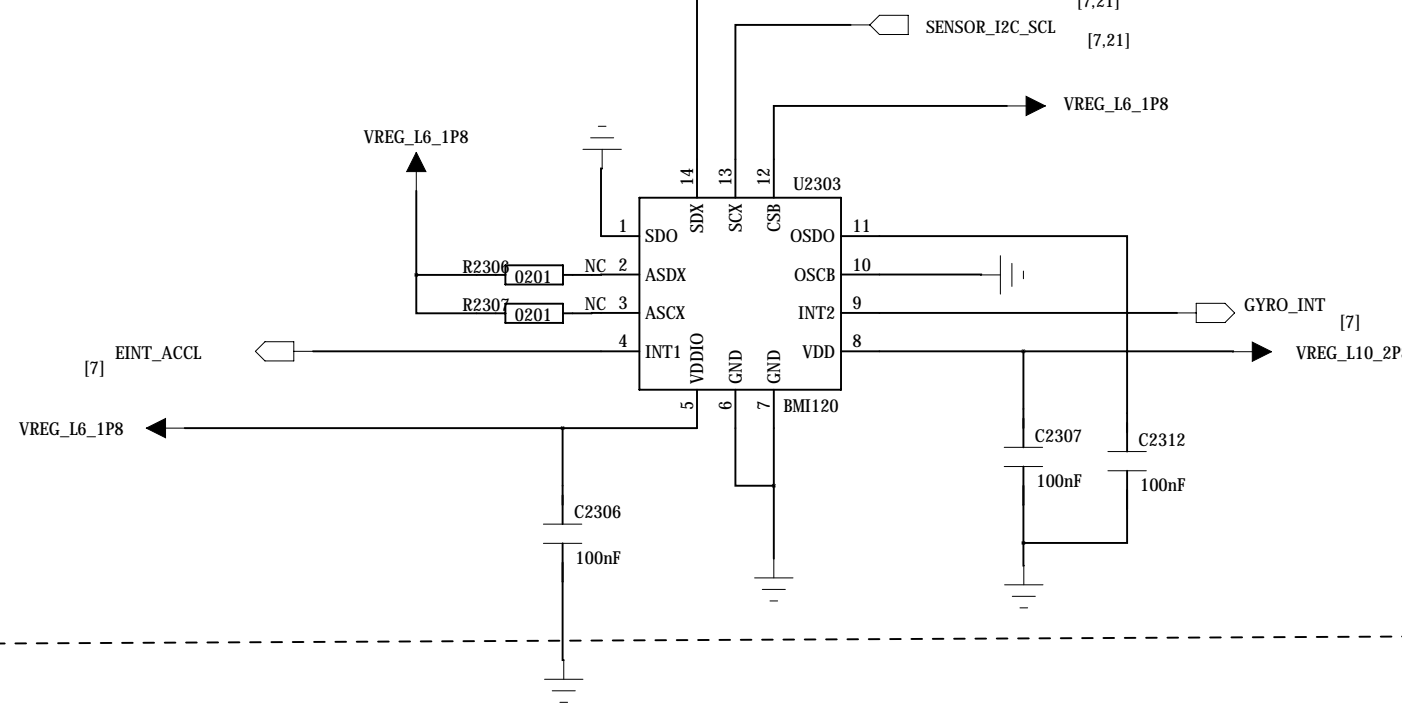 [7,21]
SENSOR_I2C_SCL
[7,21]
VREG_L6_1P8
VREG_L6_1P8
14
13
12
U2303
SDX
SCX
CSB
1
SDO
OSDO
11
R2306
0201
NC
2
ASDX
OSCB
10
R2307
0201
NC
3
ASCX
INT2
9
GYRO_INT
[7]
EINT_ACCL
[7]
4
INT1
VDDIO
GND
GND
VDD
8
VREG_L10_2P
5
6
7
BMI120
VREG_L6_1P8
C2307
100nF
C2312
100nF
C2306
100nF